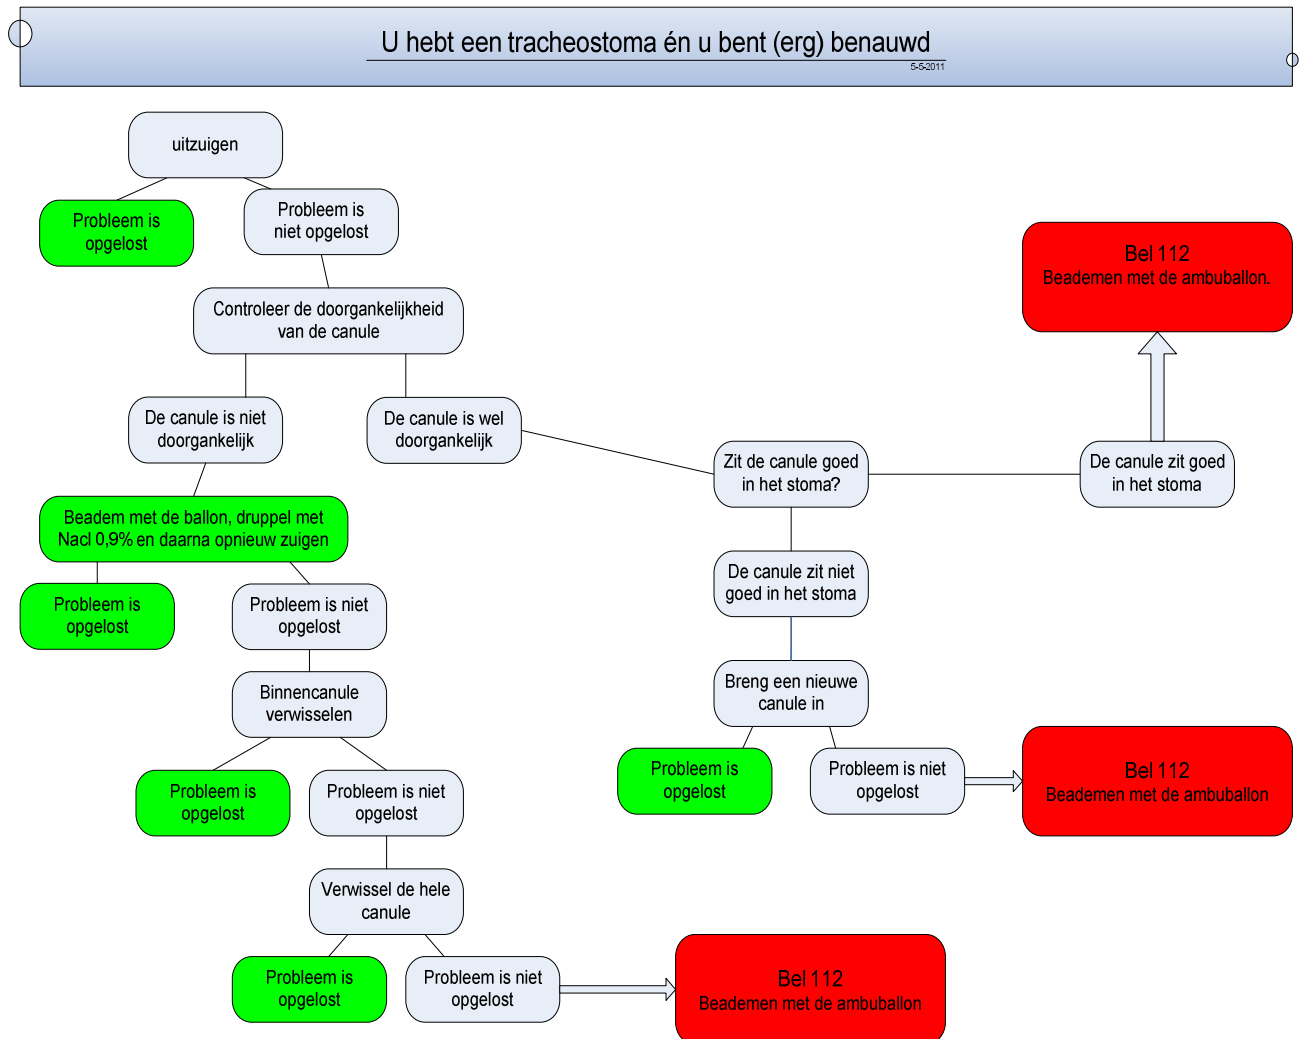 U hebt een tracheostoma én u bent (erg) benauwd
5-5-2011
uitzuigen
Probleem is
opgelost
Probleem is
niet opgelost
Controleer de doorgankelijkheid
van de canule
De canule is niet
doorgankelijk
De canule is wel
doorgankelijk
Beadem met de ballon, druppel met
Nacl 0,9% en daarna opnieuw zuigen
Probleem is
opgelost
Probleem is niet
opgelost
Binnencanule
verwisselen
Probleem is
opgelost
Probleem is niet
opgelost
Verwissel de hele
canule
Probleem is
opgelost
Probleem is niet
opgelost
Bel 112
Beademen met de ambuballon
Zit de canule goed
in het stoma?
De canule zit goed
in het stoma
Bel 112
Beademen met de ambuballon.
De canule zit niet
goed in het stoma
Breng een nieuwe
canule in
Probleem is
opgelost
Probleem is niet
opgelost
Bel 112
Beademen met de ambuballon